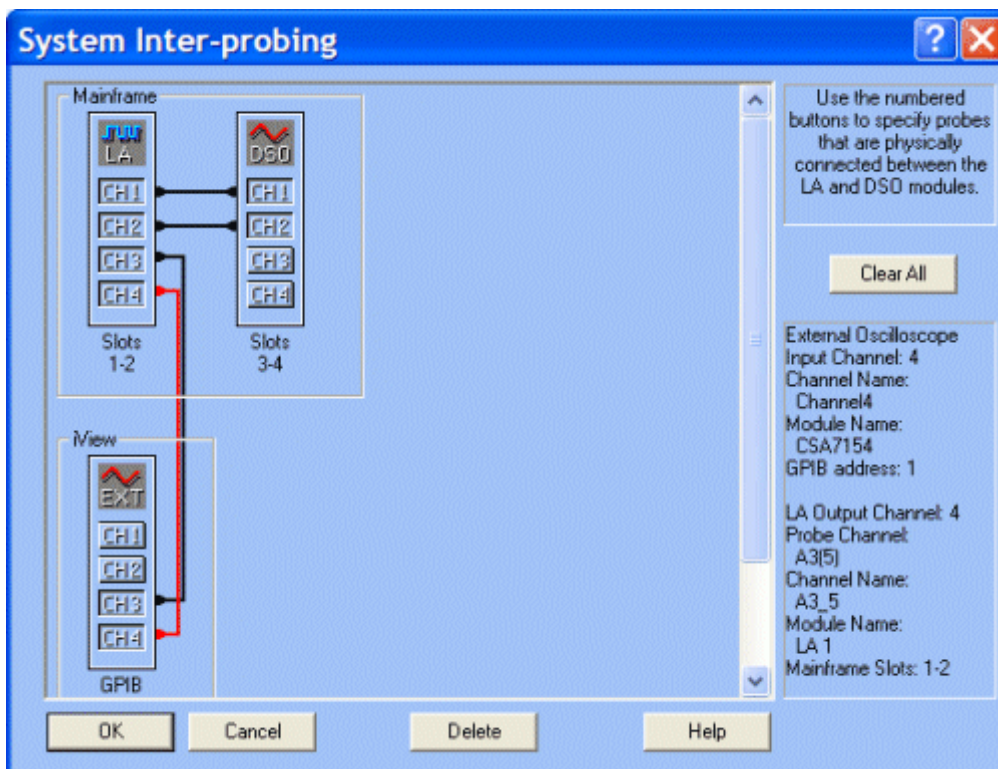 System Inter-probing
Mainframe
LA
CH1
CH2
CH3
CH4
Slots
1-2
DSO
CH1
CH2
CH3
CH4
Slots
3-4
iView
EXT
CH1
CH2
CH3
CH4
GPIB
Use the numbered
buttons to specify probes
that are physically
connected between the
LA and DSO modules.
Clear All
External Oscilloscope
Input Channel: 4
Channel Name:
Channel4
Module Name:
CSA7154
GPIB address: 1
LA Output Channel: 4
Probe Channel:
A3(5)
Channel Name:
A3_5
Module Name:
LA 1
Mainframe Slots: 1-2
OK
Cancel
Delete
Help